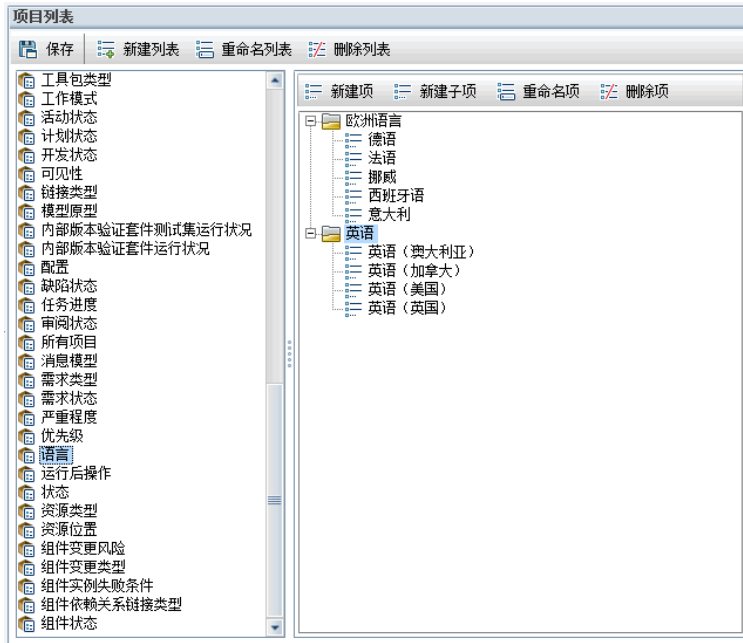 项目列表
保存 新建列表 重命名列表 删除列表
工具包类型
工作模式
活动状态
计划状态
开发状态
可见性
链接类型
模型原型
内部版本验证套件测试集运行状况
内部版本验证套件运行状况
配置
缺陷状态
任务进度
审阅状态
所有项目
消息模型
需求类型
需求状态
严重程度
优先级
语言
运行后操作
状态
资源类型
资源位置
组件变更风险
组件变更类型
组件实例失败条件
组件依赖关系链接类型
组件状态
新建项 新建子项 重命名项 删除项
欧洲语言
德语
法语
挪威
西班牙语
意大利
英语
英语（澳大利亚）
英语（加拿大）
英语（美国）
英语（英国）